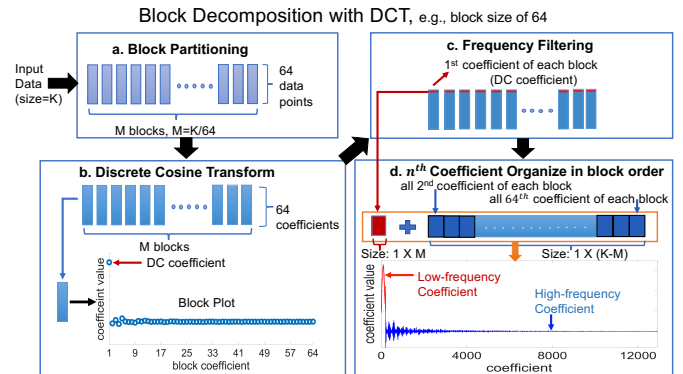 Block Decomposition with DCT, e.g., block size of 64
a. Block Partitioning
Input
Data
(size=K)
64
data
points
M blocks, M=K/64
b. Discrete Cosine Transform
64
coefficients
M blocks
DC coefficient
Block Plot
coefficeint value
1 9 17 25 33 41 49 57 64
block coefficient
c. Frequency Filtering
1st coefficient of each block
(DC coefficient)
d. nth Coefficient Organize in block order
all 2nd coefficient of each block
all 64th coefficient of each block
Size: 1 X M
Size: 1 X (K-M)
Low-frequency
Coefficient
High-frequency
Coefficient
coefficient value
0 4000 8000 12000
coefficient